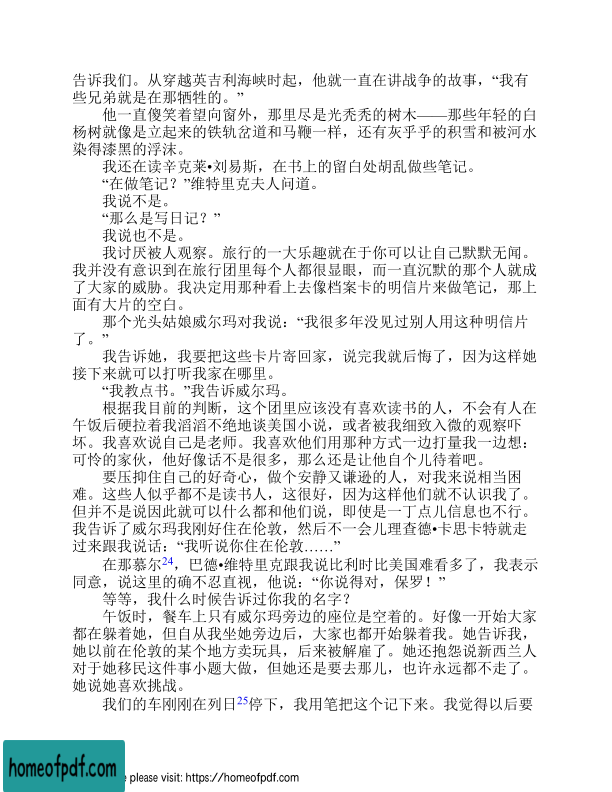 告诉我们。从穿越英吉利海峡时起，他就一直在讲战争的故事，“我有
些兄弟就是在那牺牲的。”
他一直傻笑着望向窗外，那里尽是光秃秃的树木——那些年轻的白
杨树就像是立起来的铁轨岔道和马鞭一样，还有灰乎乎的积雪和被河水
染得漆黑的浮沫。
我还在读辛克莱•刘易斯，在书上的留白处胡乱做些笔记。
“在做笔记？”维特里克夫人问道。
我说不是。
“那么是写日记？”
我说也不是。
我讨厌被人观察。旅行的一大乐趣就在于你可以让自己默默无闻。
我并没有意识到在旅行团里每个人都很显眼，而一直沉默的那个人就成
了大家的威胁。我决定用那种看上去像档案卡的明信片来做笔记，那上
面有大片的空白。
那个光头姑娘威尔玛对我说：“我很多年没见过别人用这种明信片
了。”
我告诉她，我要把这些卡片寄回家，说完我就后悔了，因为这样她
接下来就可以打听我家在哪里。
“我教点书。”我告诉威尔玛。
根据我目前的判断，这个团里应该没有喜欢读书的人，不会有人在
午饭后硬拉着我滔滔不绝地谈美国小说，或者被我细致入微的观察吓
坏。我喜欢说自己是老师。我喜欢他们用那种方式一边打量我一边想：
可怜的家伙，他好像话不是很多，那么还是让他自个儿待着吧。
要压抑住自己的好奇心，做个安静又谦逊的人，对我来说相当困
难。这些人似乎都不是读书人，这很好，因为这样他们就不认识我了。
但并不是说因此就可以什么都和他们说，即使是一丁点儿信息也不行。
我告诉了威尔玛我刚好住在伦敦，然后不一会儿理查德•卡思卡特就走
过来跟我说话：“我听说你住在伦敦……”
在那慕尔24，巴德•维特里克跟我说比利时比美国难看多了，我表示
同意，说这里的确不忍直视，他说：“你说得对，保罗！”
等等，我什么时候告诉过你我的名字？
午饭时，餐车上只有威尔玛旁边的座位是空着的。好像一开始大家
都在躲着她，但自从我坐她旁边后，大家也都开始躲着我。她告诉我，
她以前在伦敦的某个地方卖玩具，后来被解雇了。她还抱怨说新西兰人
对于她移民这件事小题大做，但她还是要去那儿，也许永远都不走了。
她说她喜欢挑战。
我们的车刚刚在列日25停下，我用笔把这个记下来。我觉得以后要
homeofpdf.com
e please visit: https://homeofpdf.com